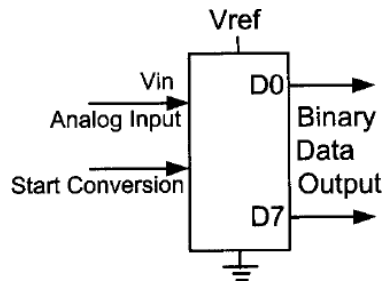 Vref
Vin
Analog Input
Start Conversion
D0
D7
Binary
Data
Output